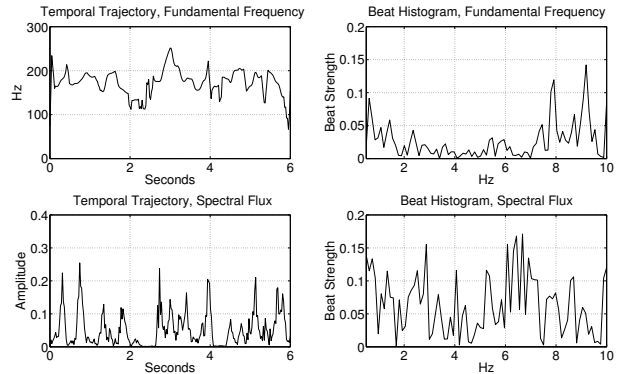 Temporal Trajectory, Fundamental Frequency
300
200
100
0
Hz
0 2 4 6
Seconds
Beat Histogram, Fundamental Frequency
0.2
0.15
0.1
0.05
0
Beat Strength
2 4 6 8 10
Hz
Temporal Trajectory, Spectral Flux
0.4
0.3
0.2
0.1
0
Amplitude
0 2 4 6
Seconds
Beat Histogram, Spectral Flux
0.2
0.15
0.1
0.05
0
Beat Strength
2 4 6 8 10
Hz